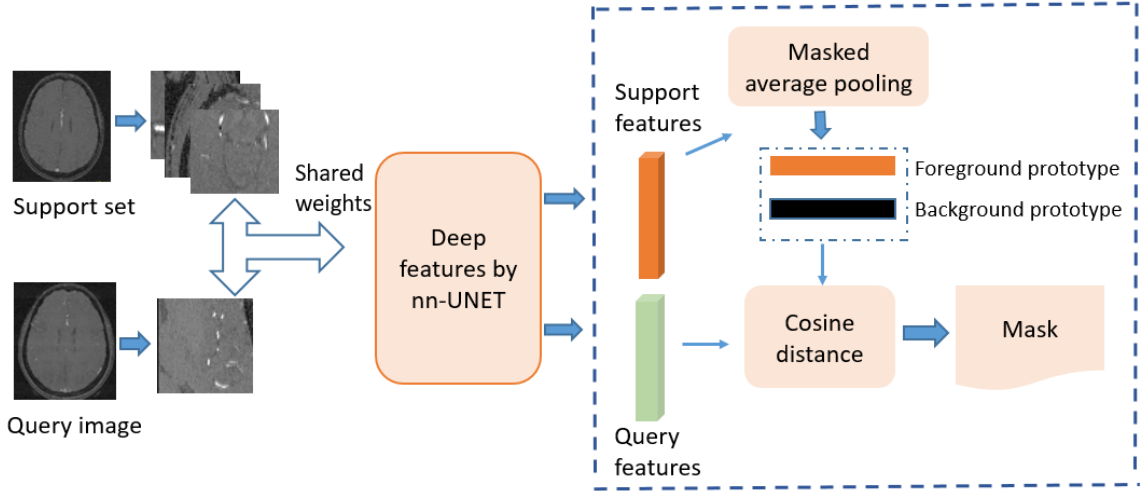 Support set
Query image
Shared
weights
Deep
features by
nn-UNET
Support
features
Query
features
Masked
average pooling
Foreground prototype
Background prototype
Cosine
distance
Mask